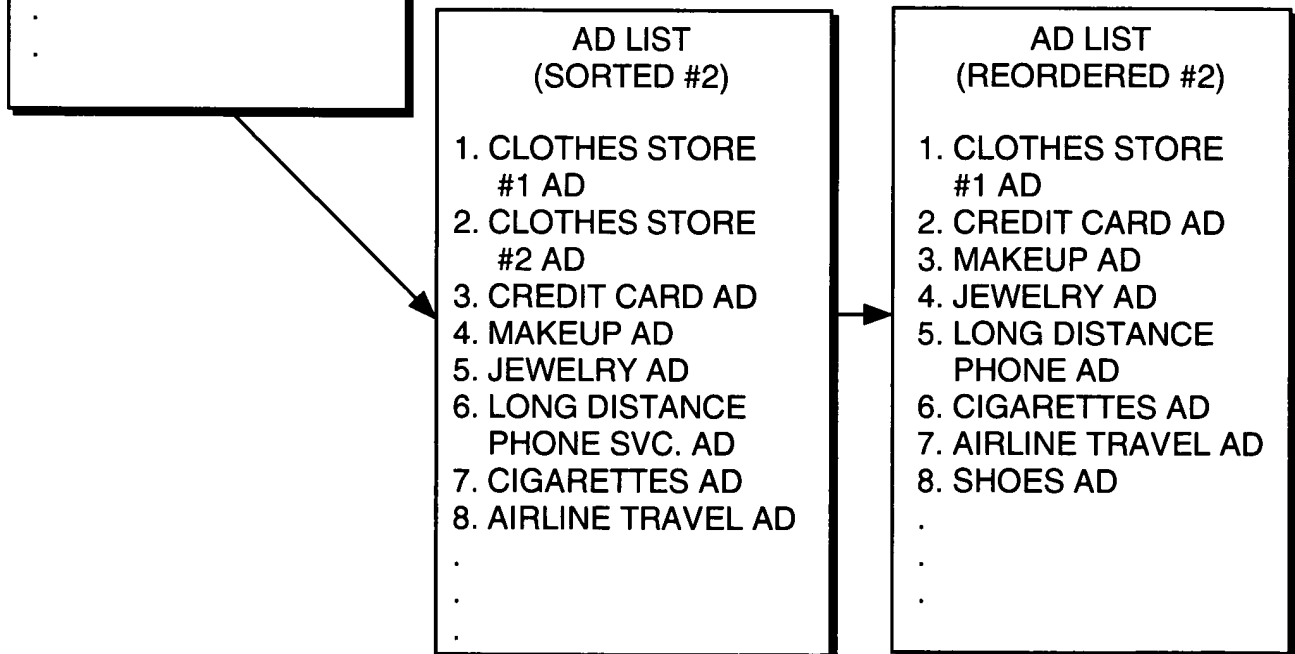 .
.
AD LIST
(SORTED #2)
1. CLOTHES STORE
#1 AD
2. CLOTHES STORE
#2 AD
3. CREDIT CARD AD
4. MAKEUP AD
5. JEWELRY AD
6. LONG DISTANCE
PHONE SVC. AD
7. CIGARETTES AD
8. AIRLINE TRAVEL AD
.
.
.
AD LIST
(REORDERED #2)
1. CLOTHES STORE
#1 AD
2. CREDIT CARD AD
3. MAKEUP AD
4. JEWELRY AD
5. LONG DISTANCE
PHONE AD
6. CIGARETTES AD
7. AIRLINE TRAVEL AD
8. SHOES AD
.
.
.